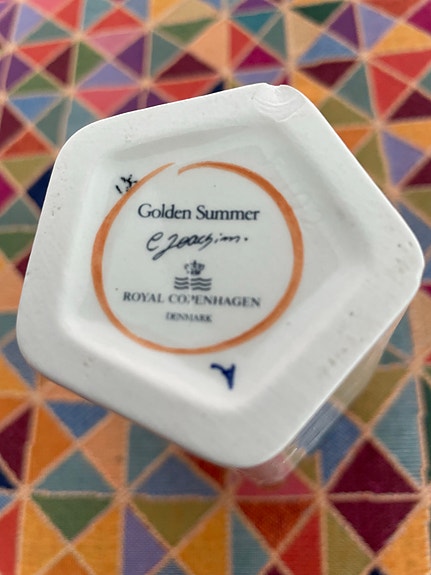 Golden Summer
C Joachim.
ROYAL COPENHAGEN
DENMARK